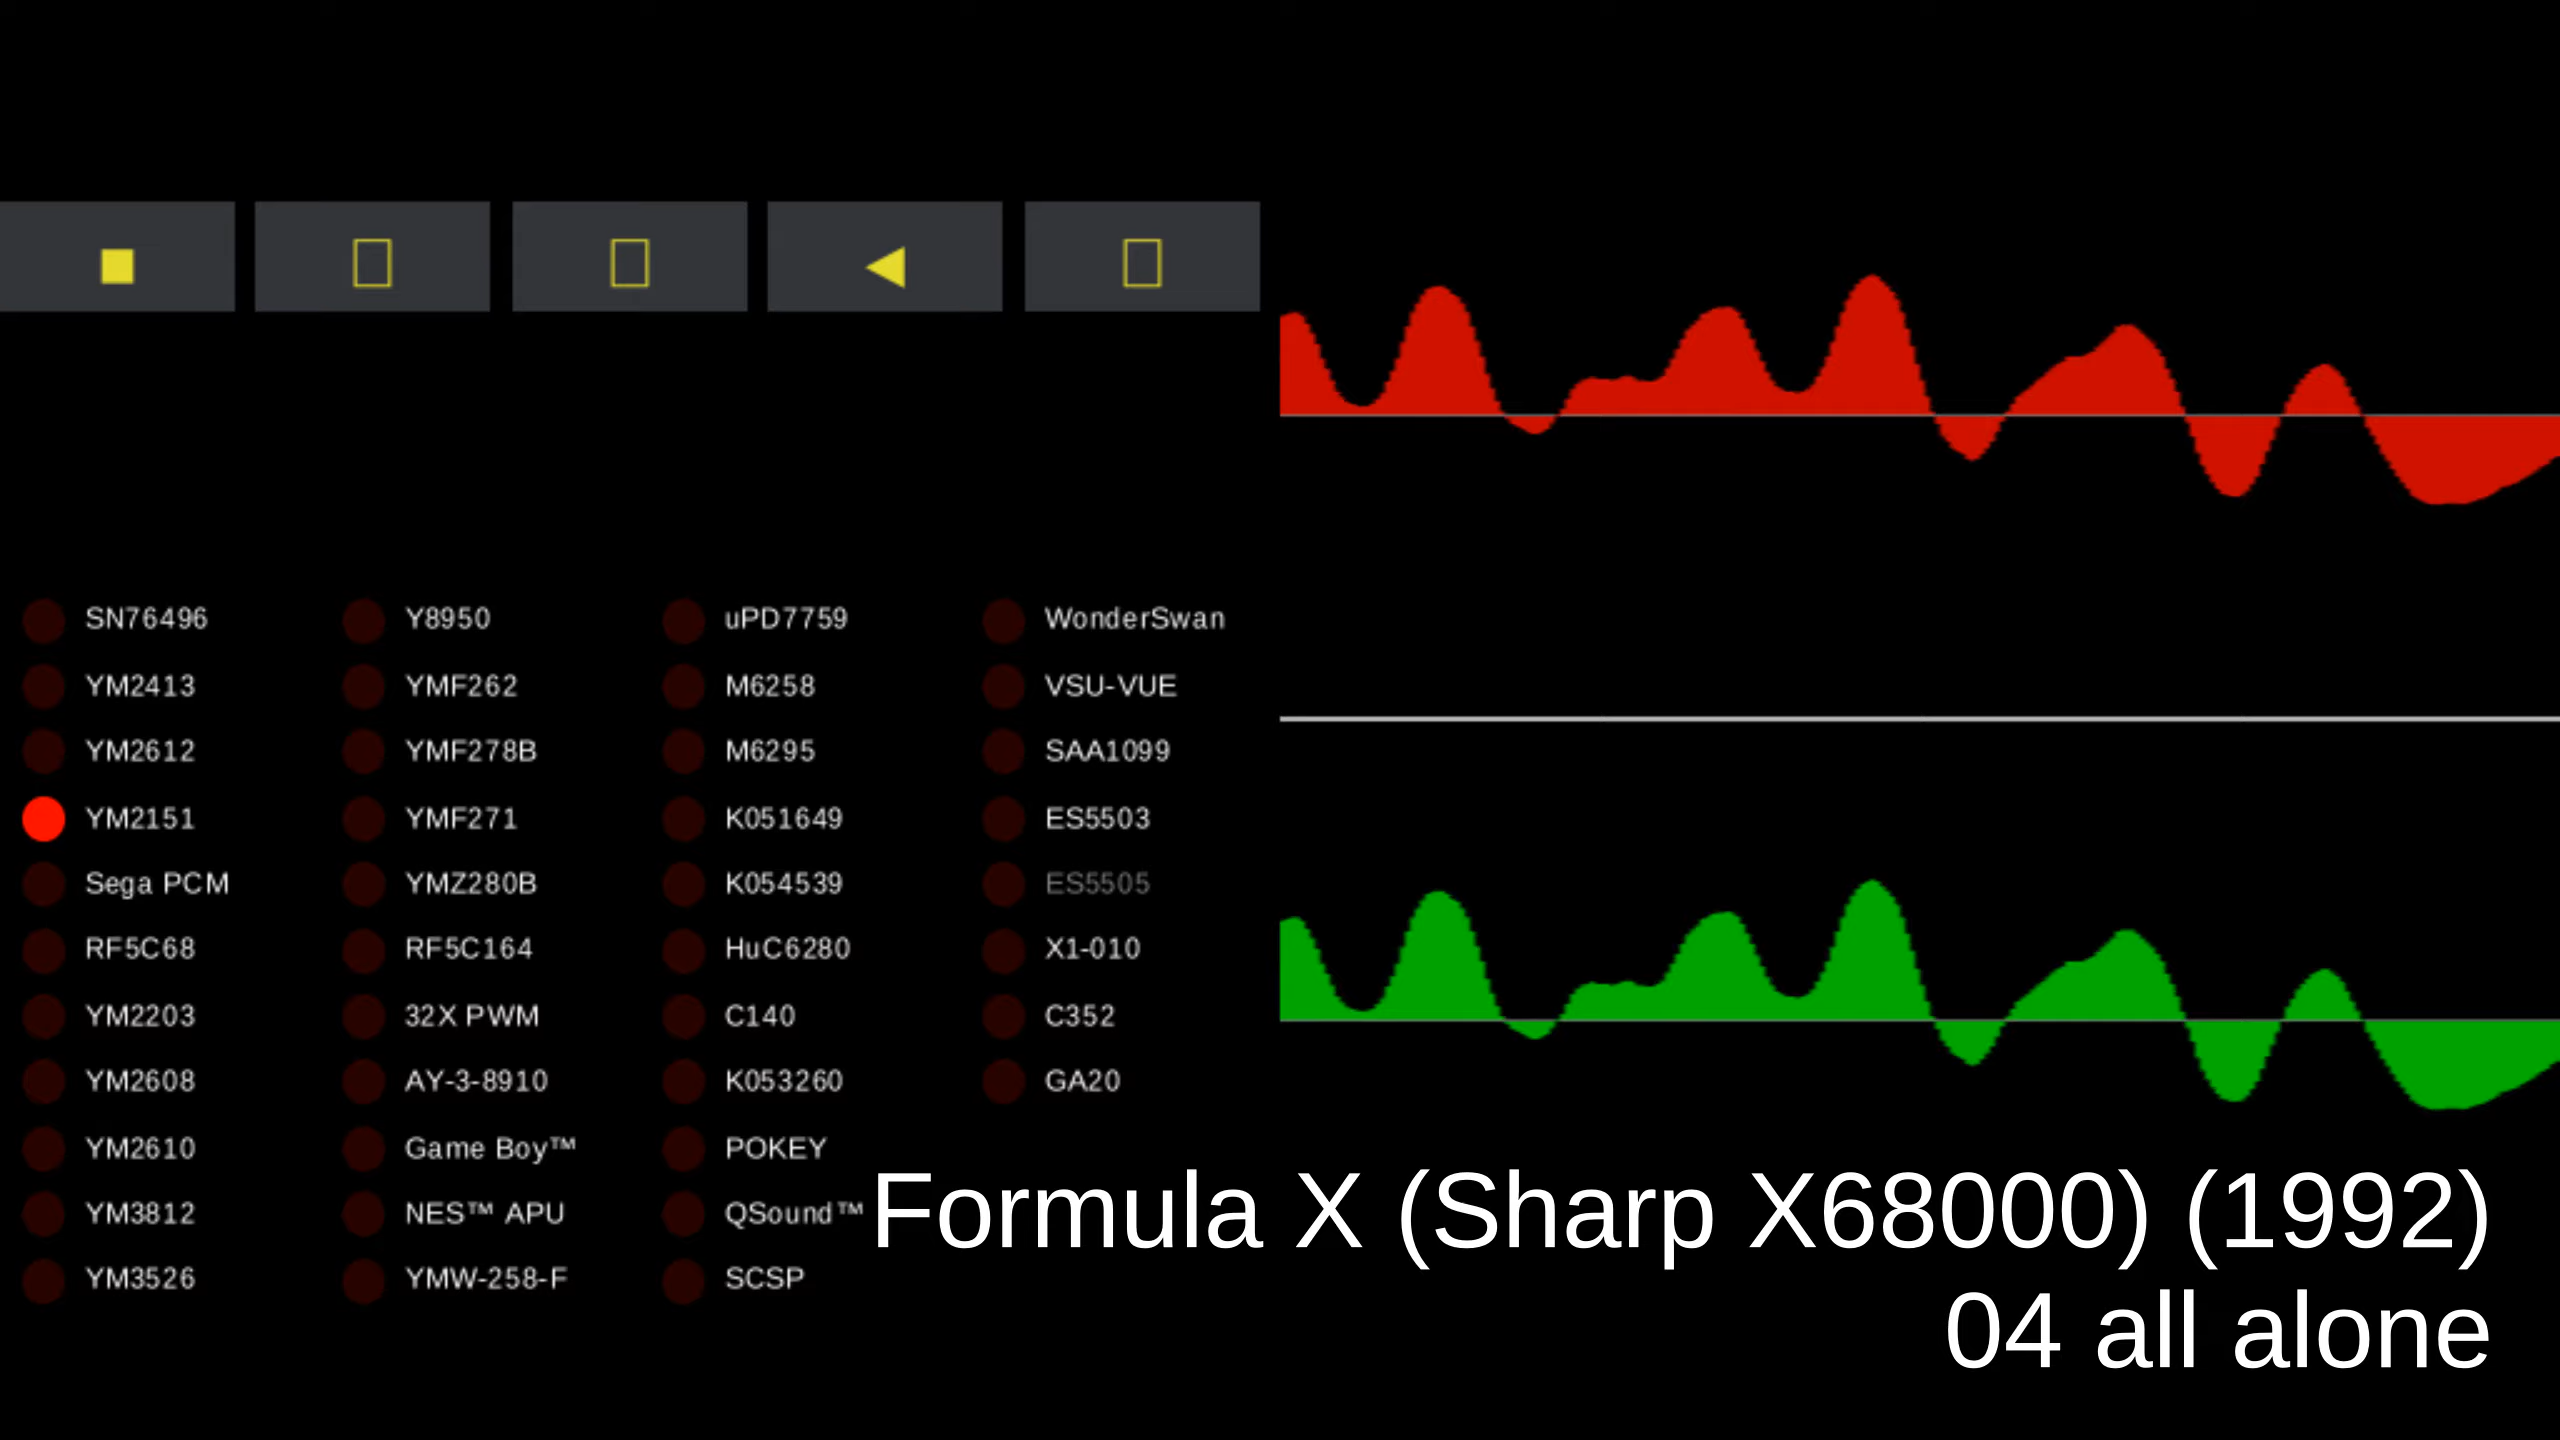 SN76496
YM2413
YM2612
YM2151
Sega PCM
RF5C68
YM2203
YM2608
YM2610
YM3812
YM3526
Y8950
YMF262
YMF278B
YMF271
YMZ280B
RF5C164
32X PWM
AY-3-8910
Game Boy™
NES™ APU
YMW-258-F
uPD7759
M6258
M6295
K051649
K054539
HuC6280
C140
K053260
POKEY
QSound™
SCSP
WonderSwan
VSU-VUE
SAA1099
ES5503
ES5505
X1-010
C352
GA20
Formula X (Sharp X68000) (1992)
04 all alone